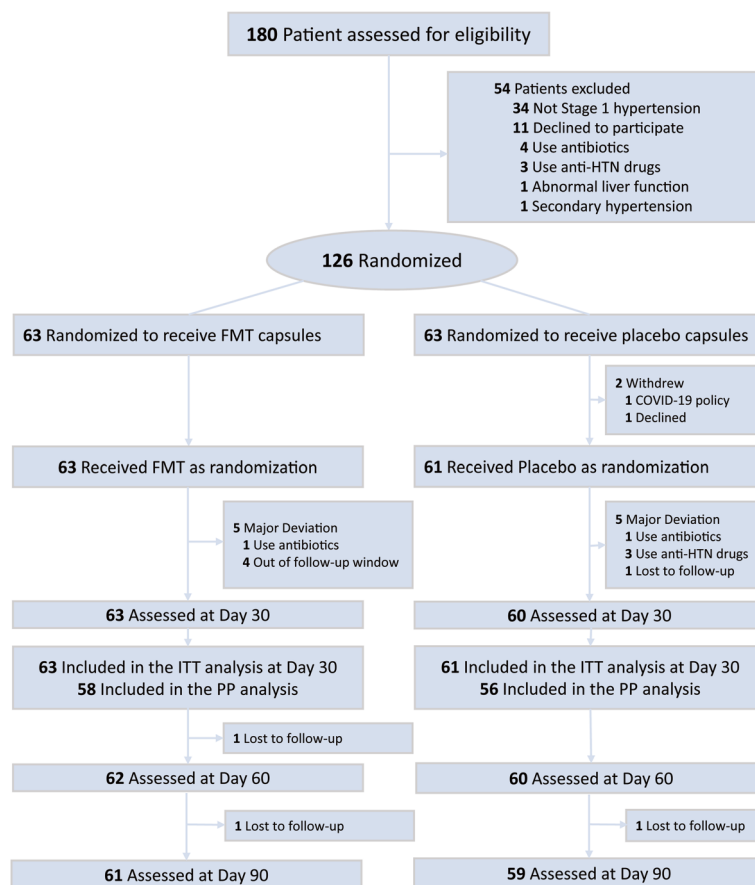 180 Patient assessed for eligibility
54 Patients excluded
34 Not Stage 1 hypertension
11 Declined to participate
4 Use antibiotics
3 Use anti-HTN drugs
1 Abnormal liver function
1 Secondary hypertension
126 Randomized
63 Randomized to receive FMT capsules
63 Randomized to receive placebo capsules
2 Withdrew
1 COVID-19 policy
1 Declined
63 Received FMT as randomization
61 Received Placebo as randomization
5 Major Deviation
1 Use antibiotics
4 Out of follow-up window
5 Major Deviation
1 Use antibiotics
3 Use anti-HTN drugs
1 Lost to follow-up
63 Assessed at Day 30
60 Assessed at Day 30
63 Included in the ITT analysis at Day 30
58 Included in the PP analysis
61 Included in the ITT analysis at Day 30
56 Included in the PP analysis
1 Lost to follow-up
62 Assessed at Day 60
60 Assessed at Day 60
1 Lost to follow-up
1 Lost to follow-up
61 Assessed at Day 90
59 Assessed at Day 90